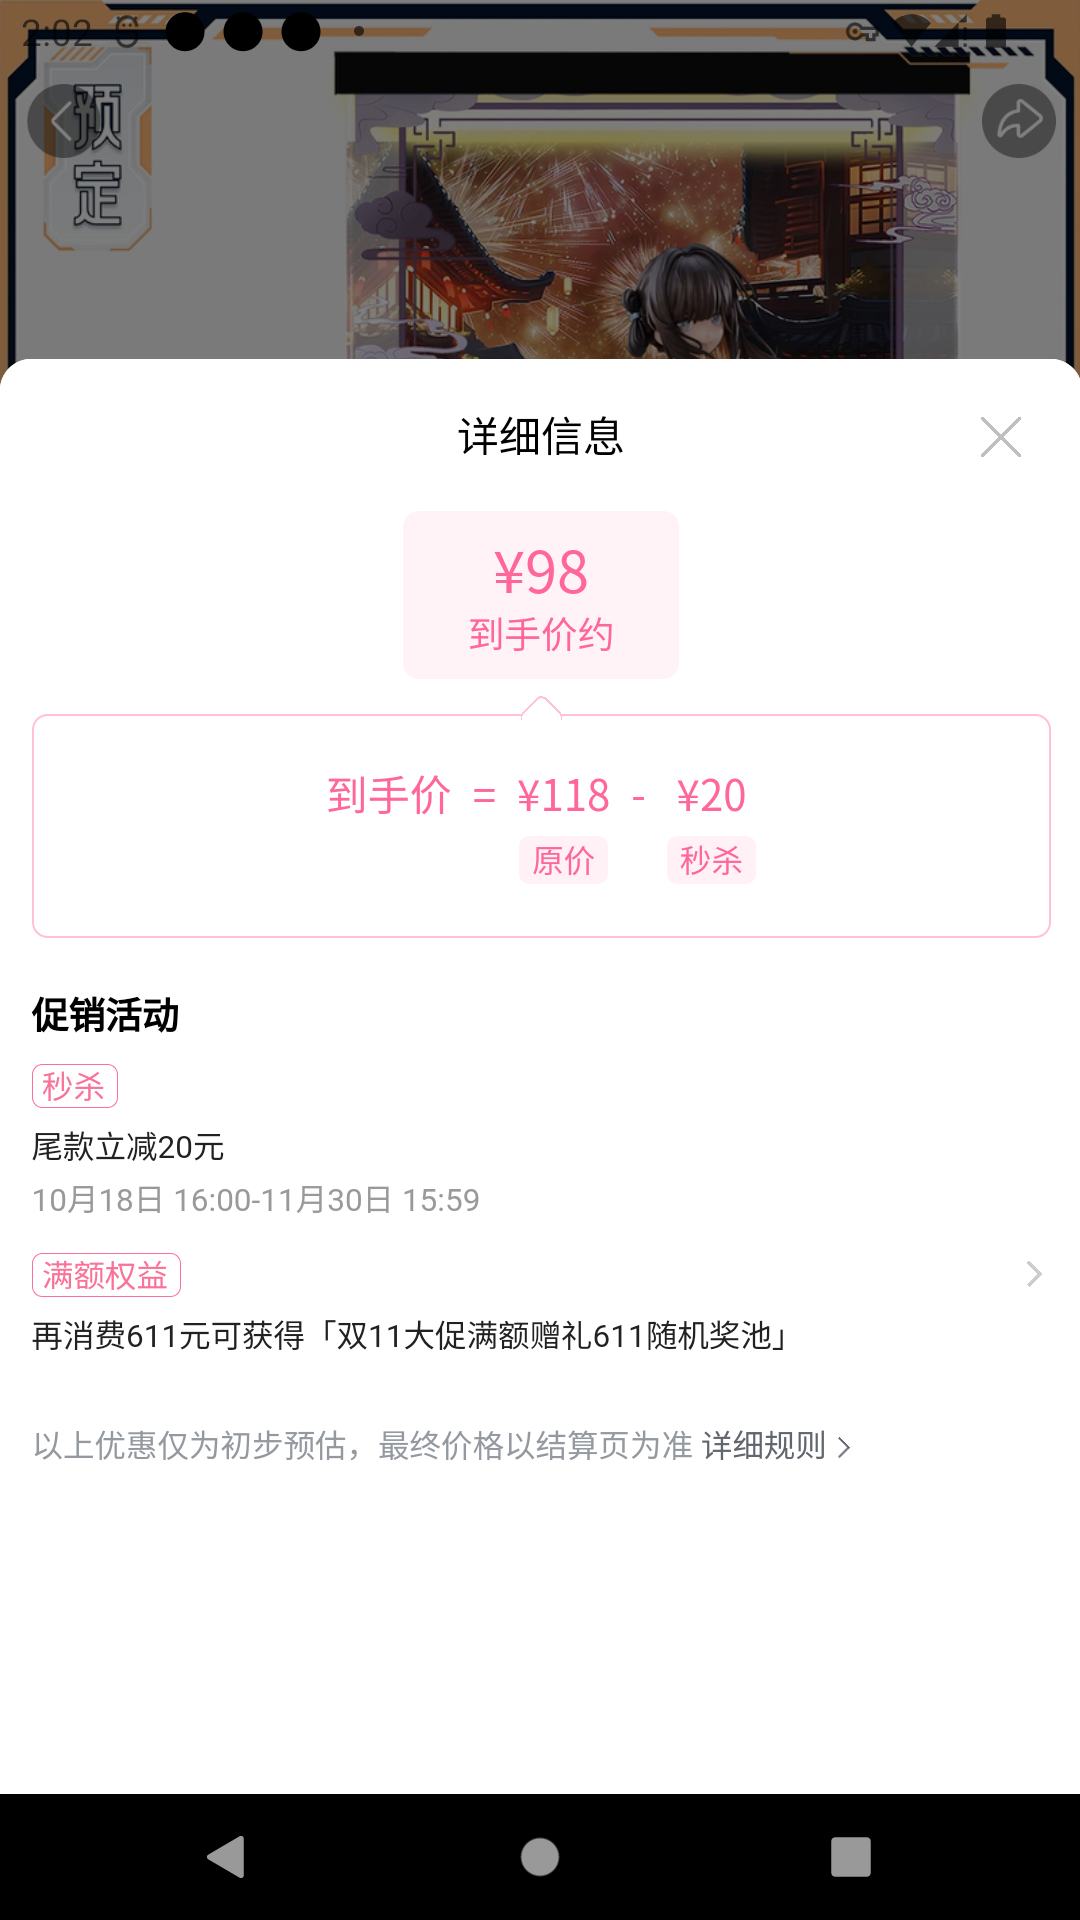 2:02
预定
详细信息
¥98
到手价约
到手价 = ¥118 - ¥20
原价 秒杀
促销活动
秒杀
尾款立减20元
10月18日 16:00-11月30日 15:59
满额权益
再消费611元可获得「双11大促满额赠礼611随机奖池」
以上优惠仅为初步预估，最终价格以结算页为准 详细规则